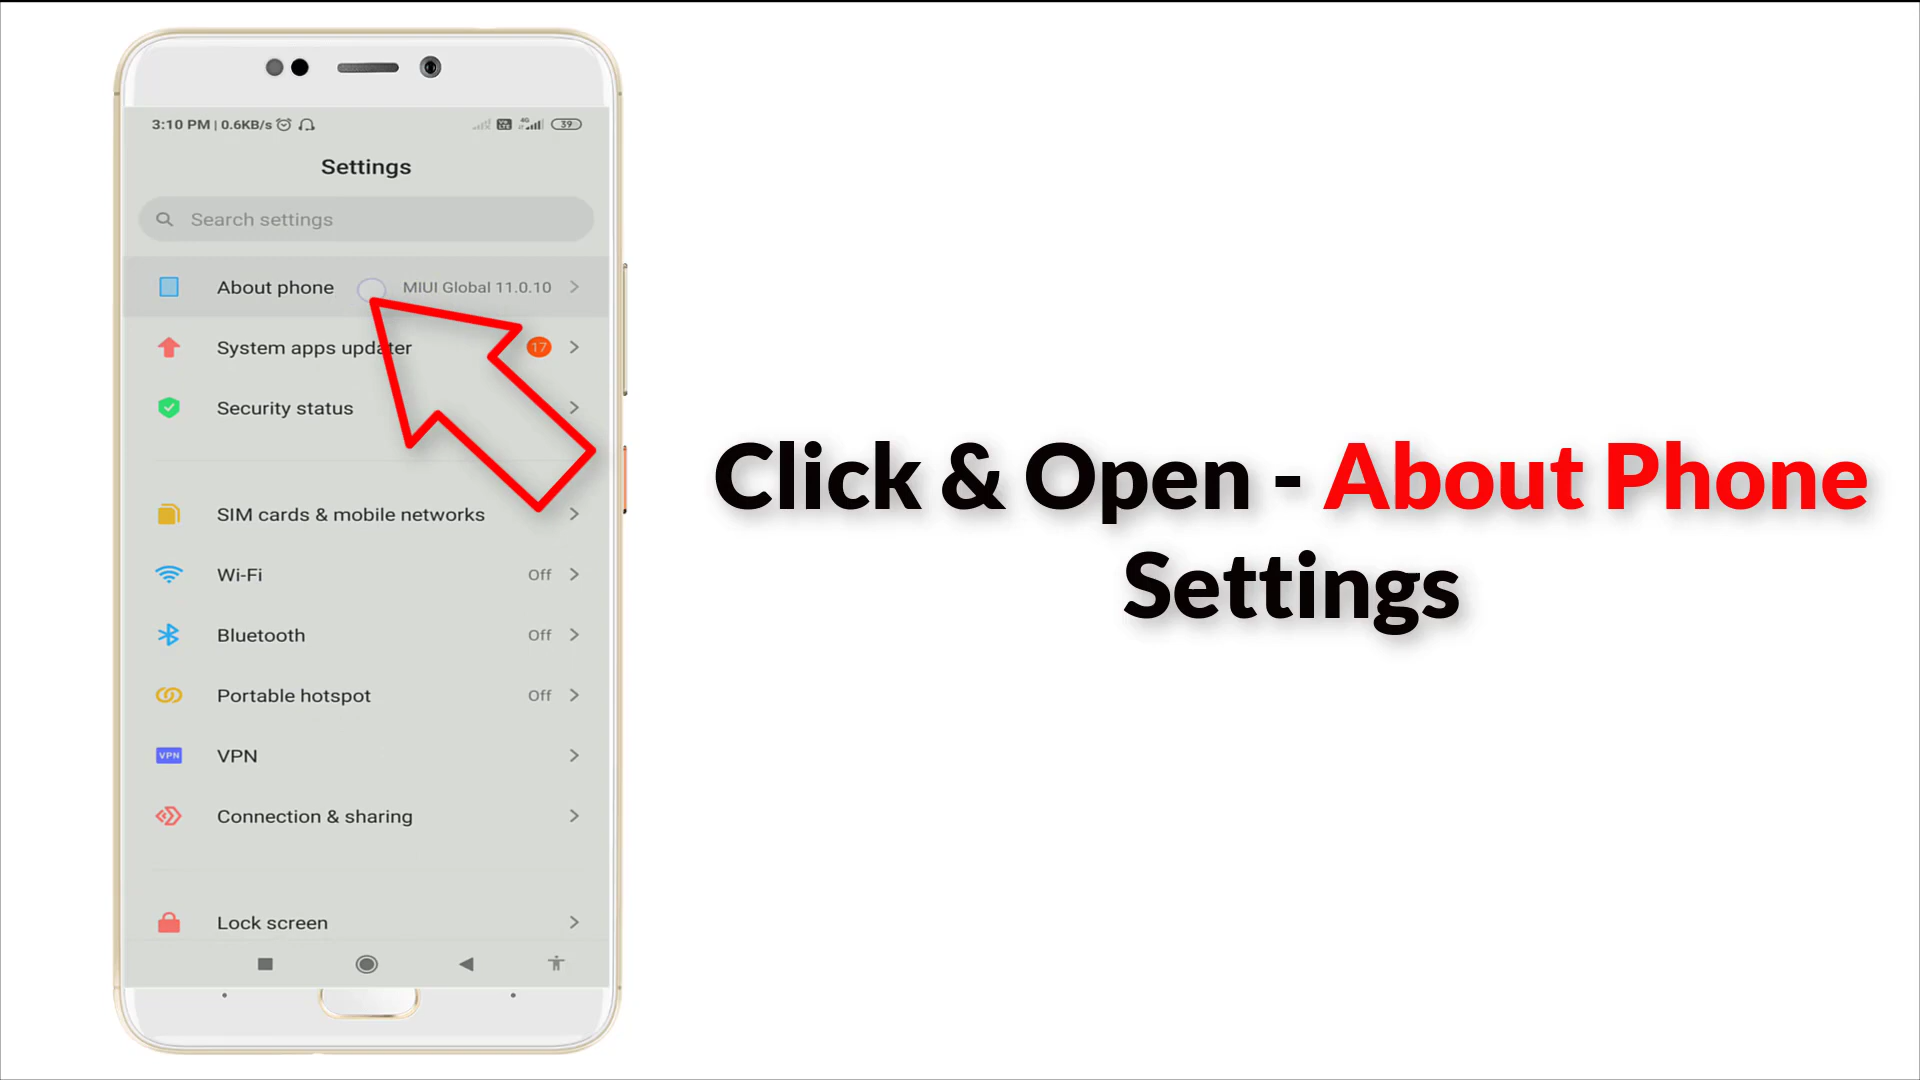 3:10 PM | 0.6KB/s
4G
39
Settings
Search settings
About phone MIUI Global 11.0.10
System apps updater 17
Security status
SIM cards & mobile networks
Wi-Fi Off
Bluetooth Off
Portable hotspot Off
VPN VPN
Connection & sharing
Lock screen
Click & Open - About Phone
Settings